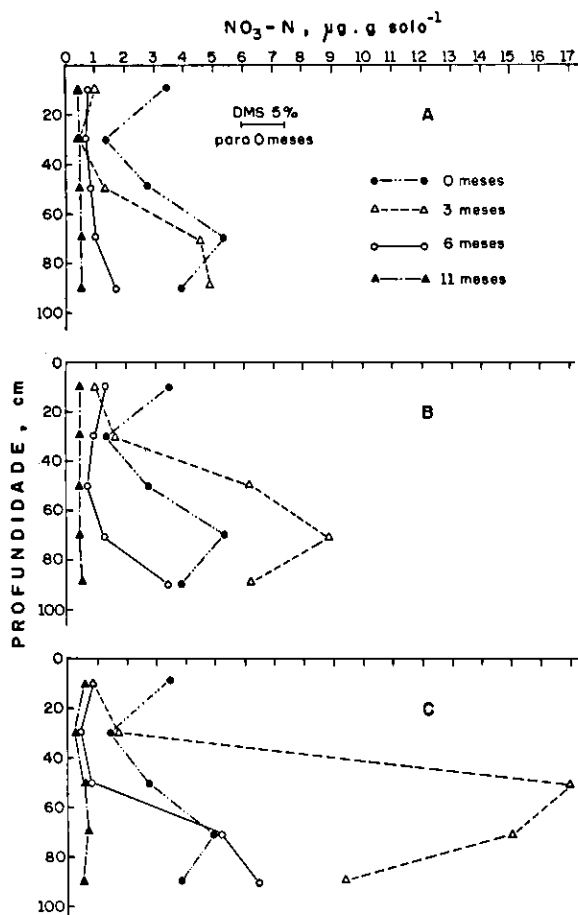 NO3-N, µg. g solo-1
0 1 2 4 5 6 7 8 9 10 11 12 13 14 15 16 17
DMS 5%
para 0 meses
A
20
40
60
80
100
0 meses
3 meses
6 meses
11 meses
PROFUNDIDADE, cm
0
B
20
40
60
80
100
0
C
20
40
60
80
100